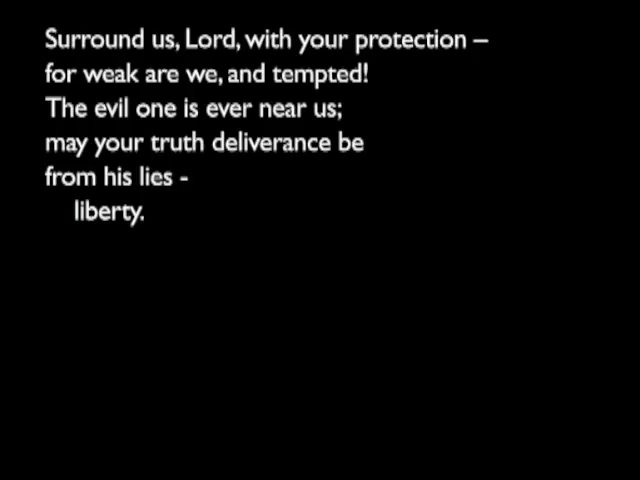 Surround us, Lord, with your protection –
for weak are we, and tempted!
The evil one is ever near us;
may your truth deliverance be
from his lies -
liberty.